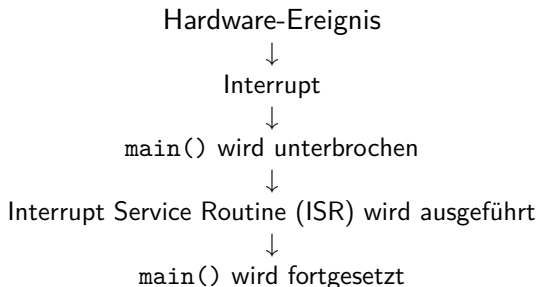 Hardware-Ereignis
↓
Interrupt
↓
main() wird unterbrochen
↓
Interrupt Service Routine (ISR) wird ausgeführt
↓
main() wird fortgesetzt